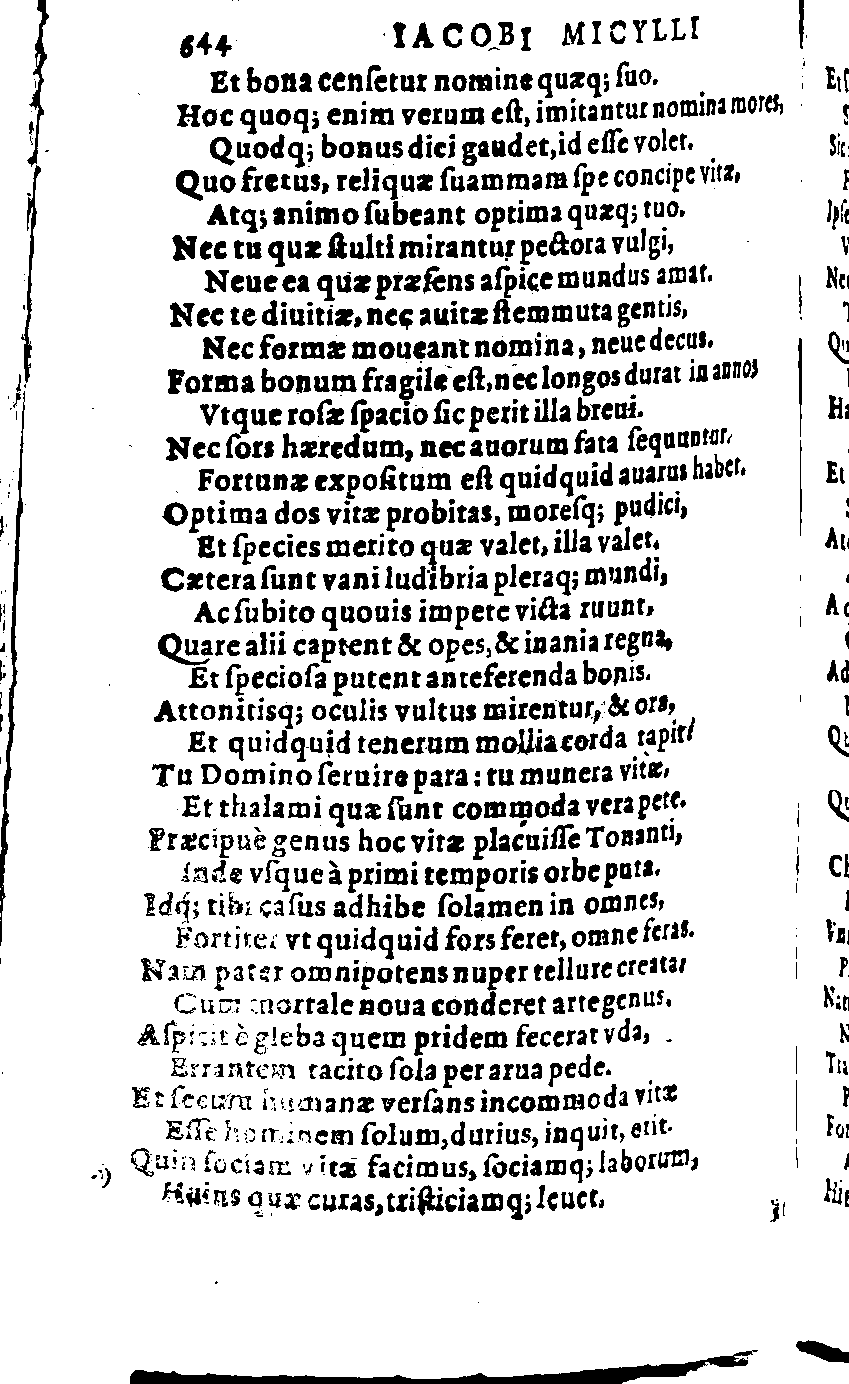 644 IACOBI MICYLLI
Et bona cenſetur nomine quæq; ſuo.
Hoc quoq; enim verum eſt, imitantur nomina mores,
Quodq; bonus dici gaudet, id eſſe volet.
Quo fretus, reliquæ ſuammam ſpe concipe vitæ,
Atq; animo ſubeant optima quæq; tuo.
Nec tu quæ ſtulti mirantur pectora vulgi,
Neue ea quæ præſens aſpice mundus amat.
Nec te diuitiæ, nec auitæ ſtemmuta gentis,
Nec formæ moueant nomina, neue decus.
Forma bonum fragile eſt, nec longos durat in annos
Vtque roſæ ſpacio ſic perit illa breui.
Nec ſors hæredum, nec auorum fata ſequuntur,
Fortunæ expoſitum eſt quidquid auarus habet.
Optima dos vitæ probitas, moreſq; pudici,
Et ſpecies merito quæ valet, illa valet.
Cætera ſunt vani ludibria pleraq; mundi,
Ac ſubito quouis impete victa ruunt.
Quare alii captent & opes, & inania regna,
Et ſpecioſa putent anteferenda bonis.
Attonitisq; oculis vultus mirentur, & ora,
Et quidquid tenerum mollia corda rapit:
Tu Domino ſeruire para: tu munera vitæ,
Et thalami quæ ſunt commoda vera pete.
Præcipuè genus hoc vitæ placuiſſe Tonanti,
Inde vſque à primi temporis orbe puta.
Idq́; tibi caſus adhibe ſolamen in omnes,
Fortiter vt quidquid fors feret, omne feras.
Nam pater omnipotens nuper tellure creatar
Cum mortale noua conderet arte genus.
Aſpicit è gleba quem pridem fecerat vda,
Errantem tacito ſola per arua pede.
Et ſecum humanæ verſans incommoda vitæ
Eſſe hominem ſolum, durius, inquit, erit.
Quin ſociam vitæ facimus, ſociamq; laborum,
Huius quæ curas, triſticiamq; leuet.